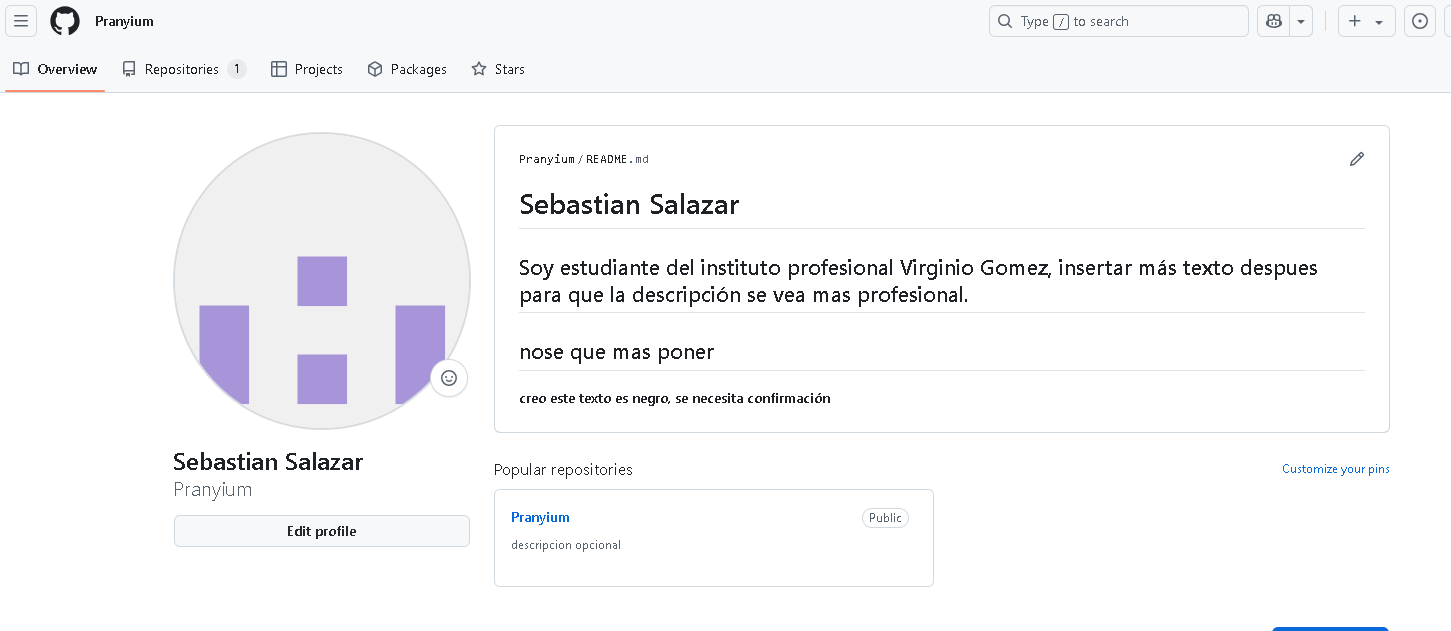 Pranyium
Type / to search
Overview
Repositories 1
Projects
Packages
Stars
Pranyium/README.md
Sebastian Salazar
Soy estudiante del instituto profesional Virginio Gomez, insertar más texto despues
para que la descripción se vea mas profesional.
nose que mas poner
creo este texto es negro, se necesita confirmación
Sebastian Salazar
Pranyium
Edit profile
Popular repositories
Customize your pins
Pranyium
Public
descripcion opcional